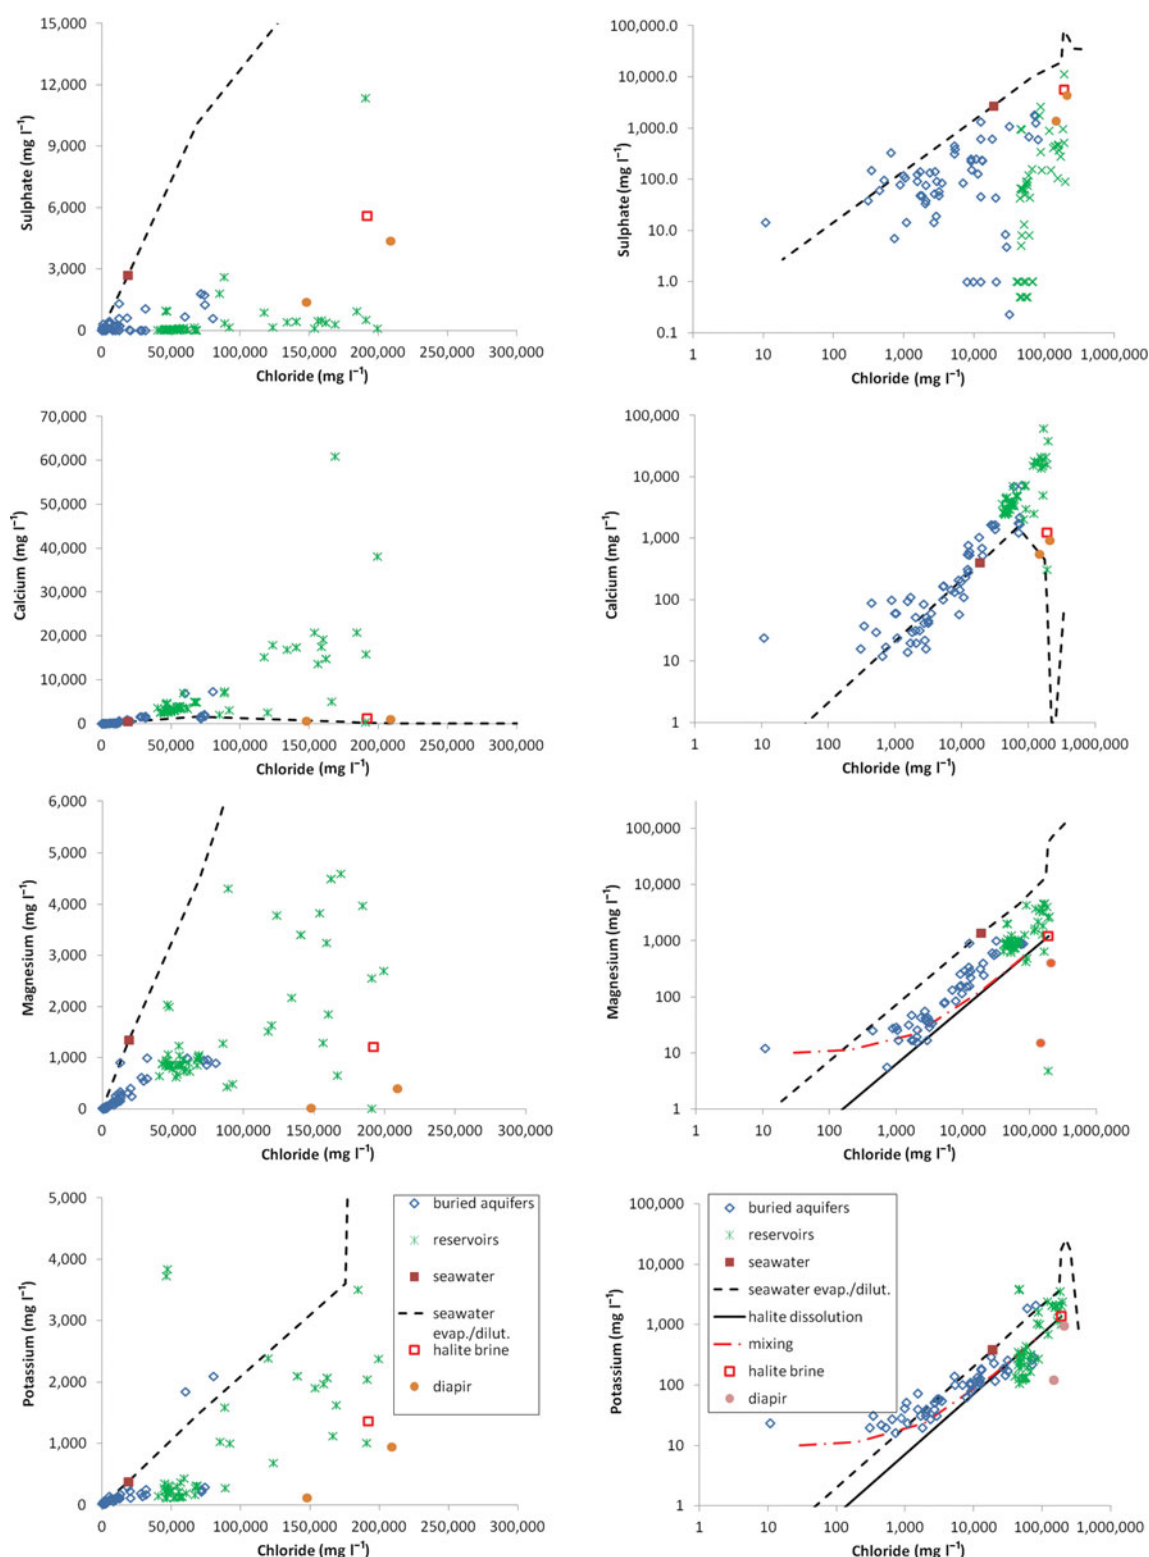 15,000
12,000
9,000
6,000
3,000
0
Sulphate (mg l⁻¹)
0 50,000 100,000 150,000 200,000 250,000 300,000
Chloride (mg l⁻¹)
100,000.0
10,000.0
1,000.0
100.0
10.0
1.0
0.1
Sulphate (mg l⁻¹)
1 10 100 1,000 10,000 100,000 1,000,000
Chloride (mg l⁻¹)
70,000
60,000
50,000
40,000
30,000
20,000
10,000
0
Calcium (mg l⁻¹)
0 50,000 100,000 150,000 200,000 250,000 300,000
Chloride (mg l⁻¹)
100,000
10,000
1,000
100
10
1
Calcium (mg l⁻¹)
1 10 100 1,000 10,000 100,000 1,000,000
Chloride (mg l⁻¹)
6,000
5,000
4,000
3,000
2,000
1,000
0
Magnesium (mg l⁻¹)
0 50,000 100,000 150,000 200,000 250,000 300,000
Chloride (mg l⁻¹)
100,000
10,000
1,000
100
10
1
Magnesium (mg l⁻¹)
1 10 100 1,000 10,000 100,000 1,000,000
Chloride (mg l⁻¹)
5,000
4,000
3,000
2,000
1,000
0
Potassium (mg l⁻¹)
0 50,000 100,000 150,000 200,000 250,000 300,000
Chloride (mg l⁻¹)
buried aquifers
reservoirs
seawater
seawater
evap./dilut.
halite brine
diapir
100,000
10,000
1,000
100
10
1
Potassium (mg l⁻¹)
1 10 100 1,000 10,000 100,000 1,000,000
Chloride (mg l⁻¹)
buried aquifers
reservoirs
seawater
seawater evap./dilut.
halite dissolution
mixing
halite brine
diapir